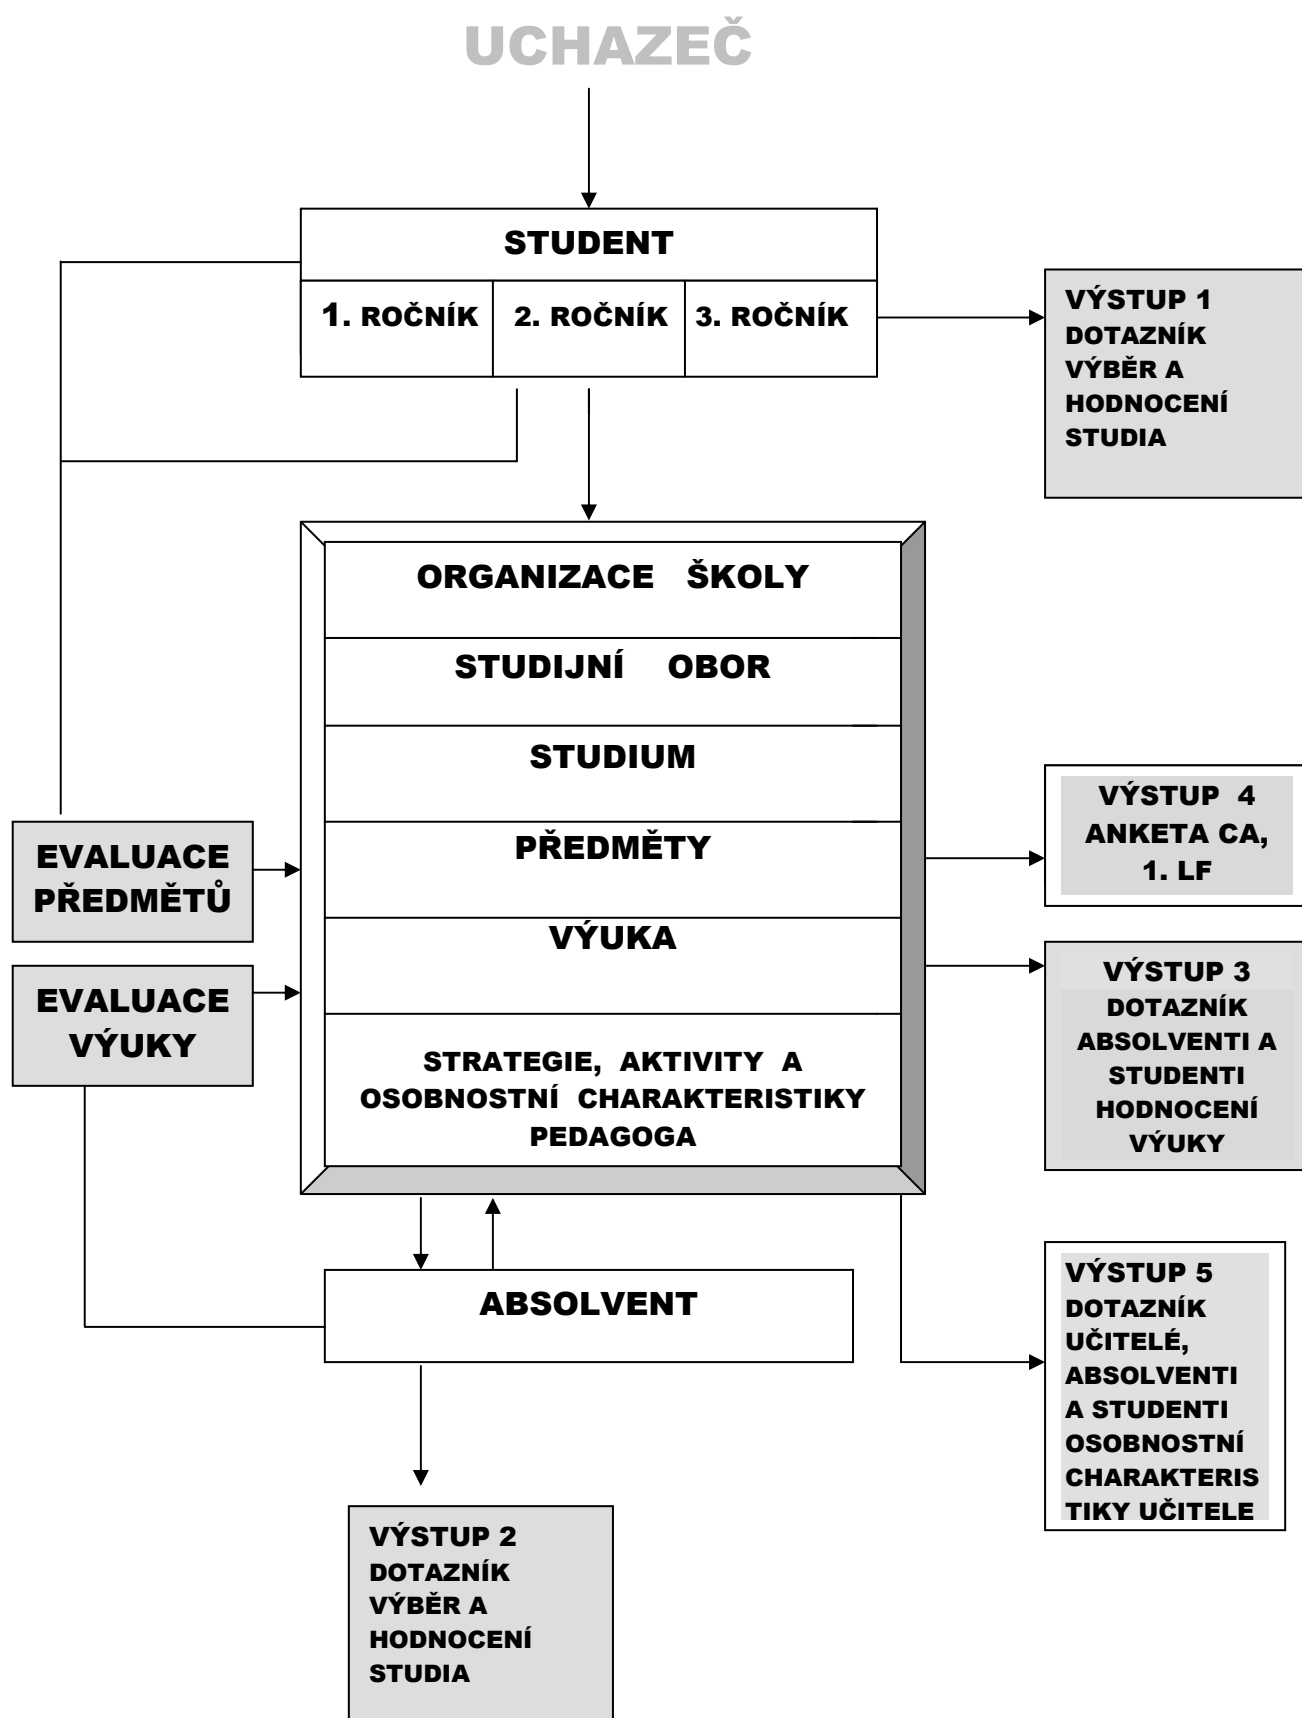 UCHAZEČ
STUDENT
1. ROČNÍK
2. ROČNÍK
3. ROČNÍK
VÝSTUP 1
DOTAZNÍK
VÝBĚR A
HODNOCENÍ
STUDIA
ORGANIZACE ŠKOLY
STUDIJNÍ OBOR
STUDIUM
PŘEDMĚTY
VÝUKA
STRATEGIE, AKTIVITY A
OSOBNOSTNÍ CHARAKTERISTIKY
PEDAGOGA
EVALUACE
PŘEDMĚTŮ
EVALUACE
VÝUKY
VÝSTUP 4
ANKETA CA,
1. LF
VÝSTUP 3
DOTAZNÍK
ABSOLVENTI A
STUDENTI
HODNOCENÍ
VÝUKY
ABSOLVENT
VÝSTUP 5
DOTAZNÍK
UČITELÉ,
ABSOLVENTI
A STUDENTI
OSOBNOSTNÍ
CHARAKTERIS
TIKY UČITELE
VÝSTUP 2
DOTAZNÍK
VÝBĚR A
HODNOCENÍ
STUDIA